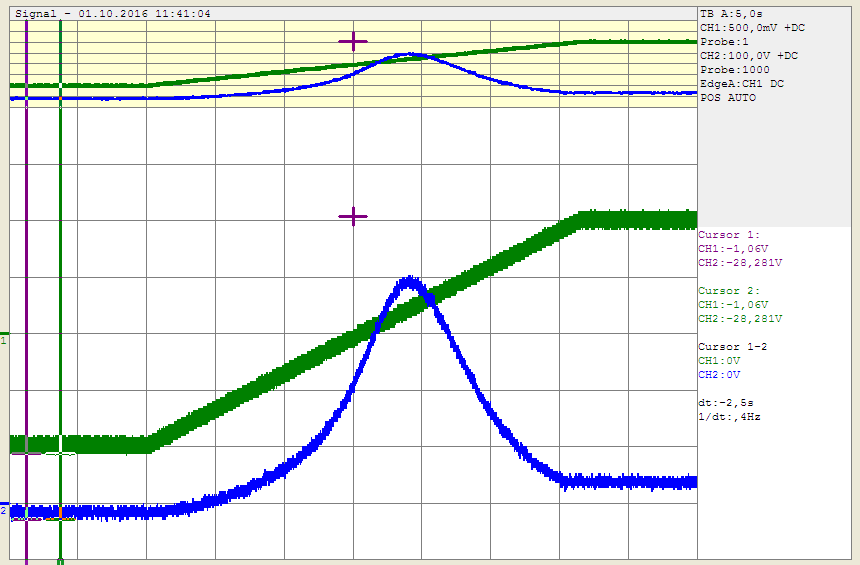 Signal - 01.10.2016 11:41:04
TB A:5,0s
CH1:500,0mV +DC
Probe:1
CH2:100,0V +DC
Probe:1000
EdgeA:CH1 DC
POS AUTO
Cursor 1:
CH1:-1,06V
CH2:-28,281V
Cursor 2:
CH1:-1,06V
CH2:-28,281V
Cursor 1-2
CH1:0V
CH2:0V
dt:-2,5s
1/dt:,4Hz
1
2